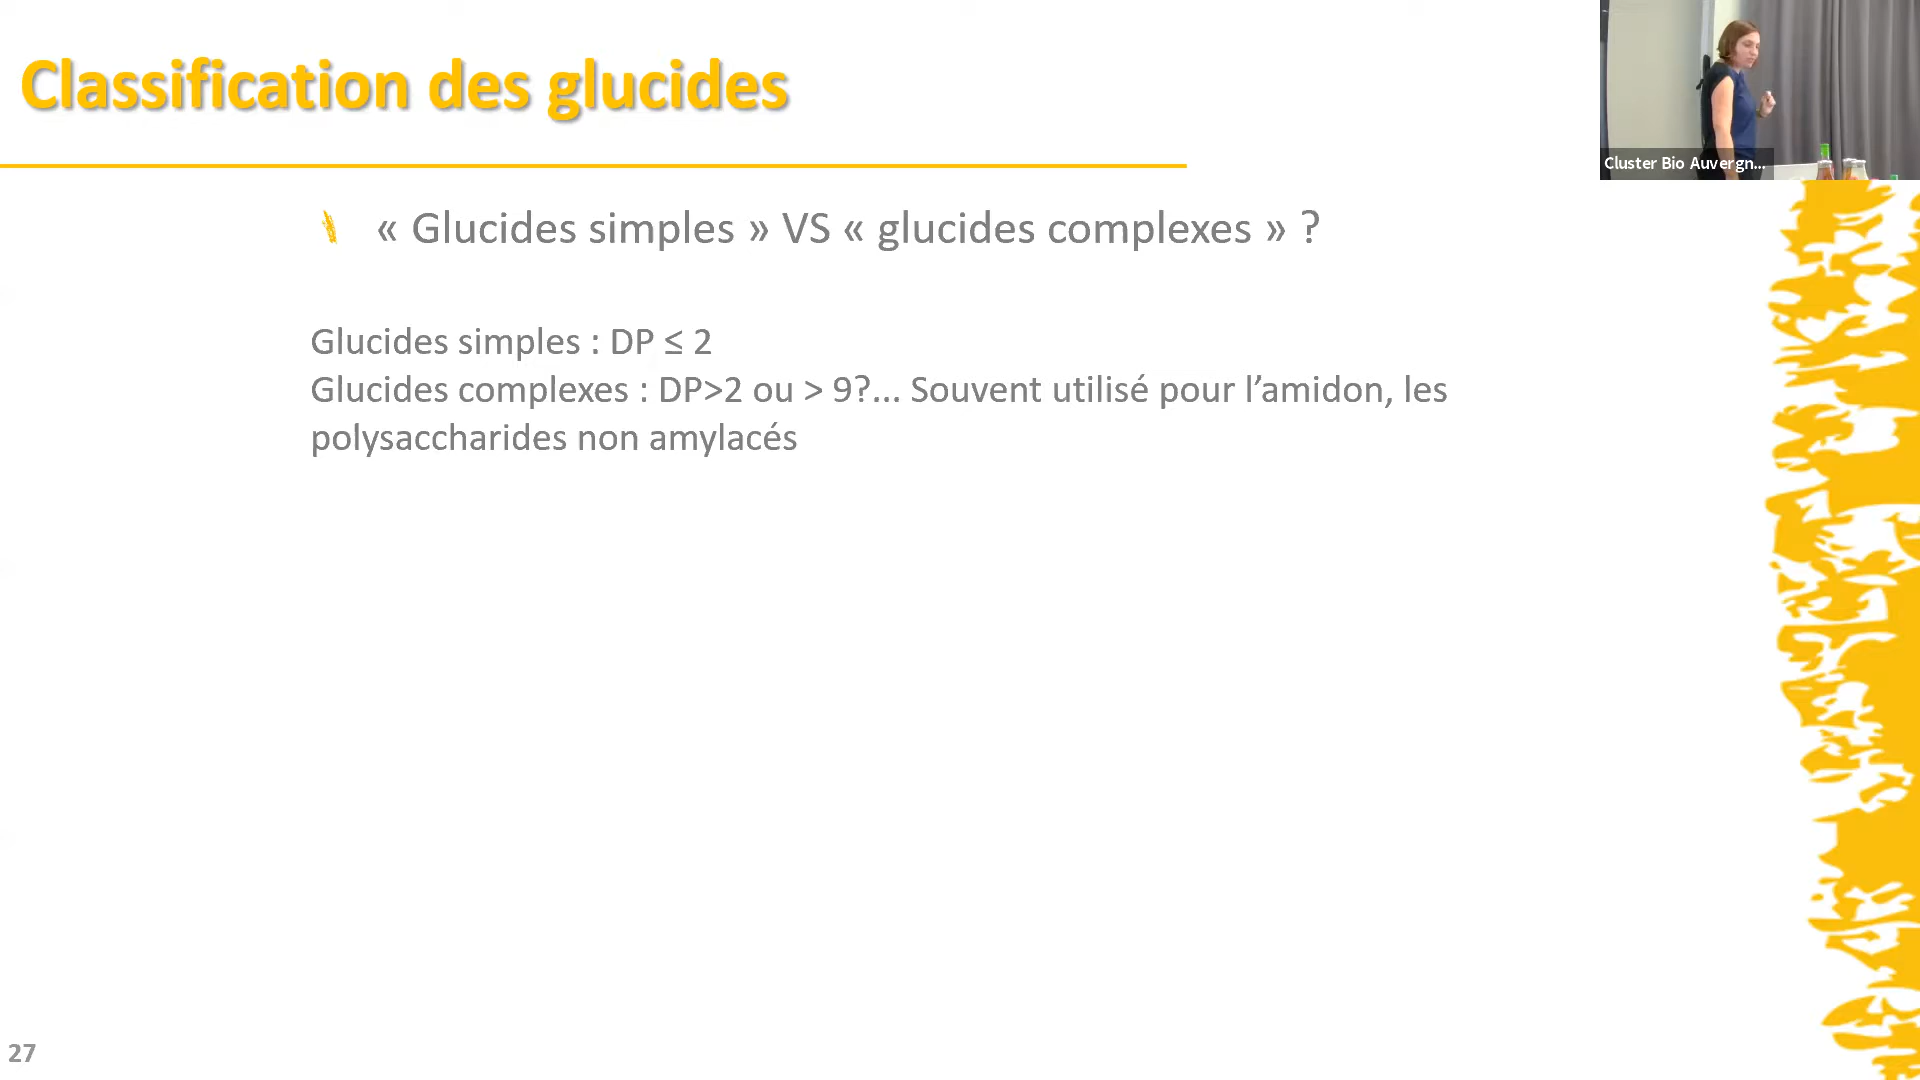 Classification des glucides
Cluster Bio Auvergn...
« Glucides simples » VS « glucides complexes » ?
Glucides simples : DP ≤ 2
Glucides complexes : DP>2 ou > 9?... Souvent utilisé pour l’amidon, les
polysaccharides non amylacés
27